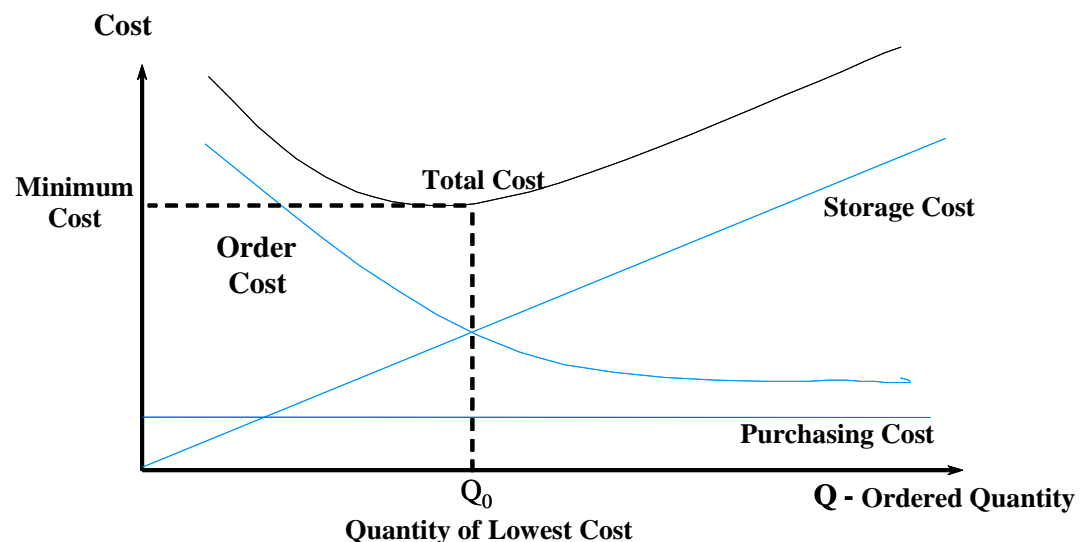 Cost
Total Cost
Minimum
Cost
Storage Cost
Order
Cost
Purchasing Cost
Q₀
Q - Ordered Quantity
Quantity of Lowest Cost